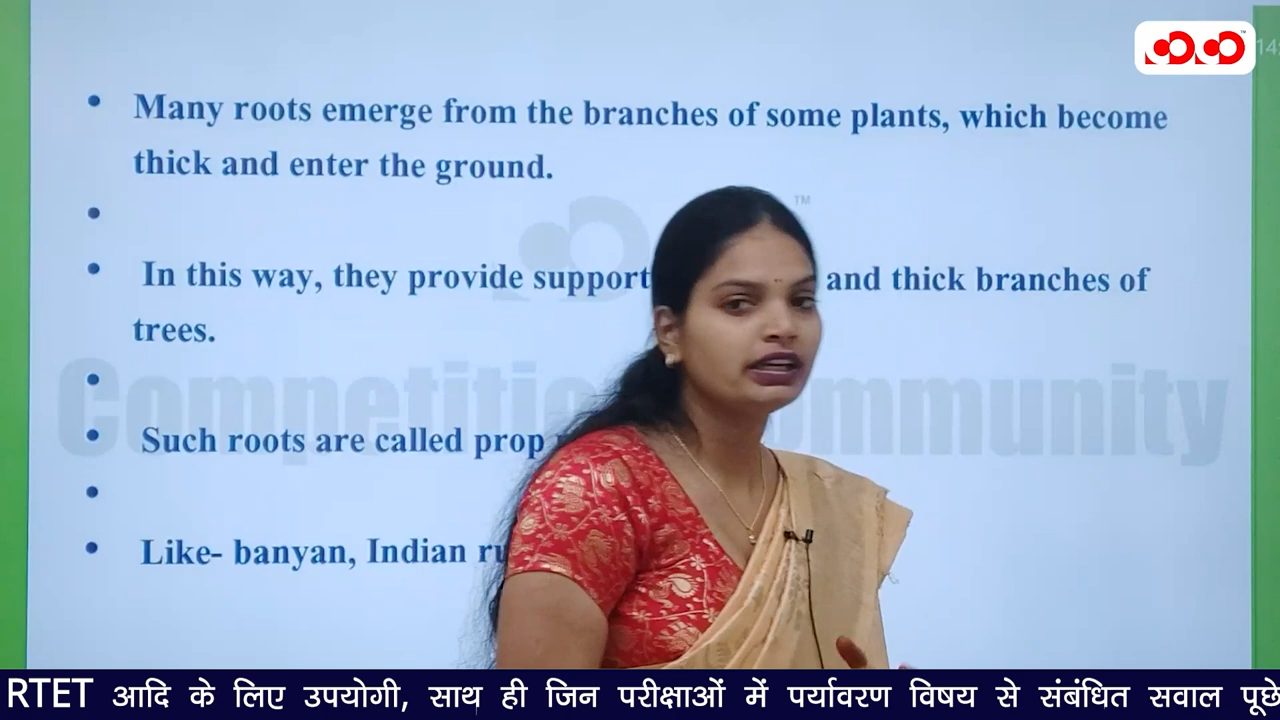 Many roots emerge from the branches of some plants, which become
thick and enter the ground.
In this way, they provide support and thick branches of
trees.
Such roots are called prop
Like- banyan, Indian
Competition Community
RTET आदि के लिए उपयोगी, साथ ही जिन परीक्षाओं में पर्यावरण विषय से संबंधित सवाल पूछे